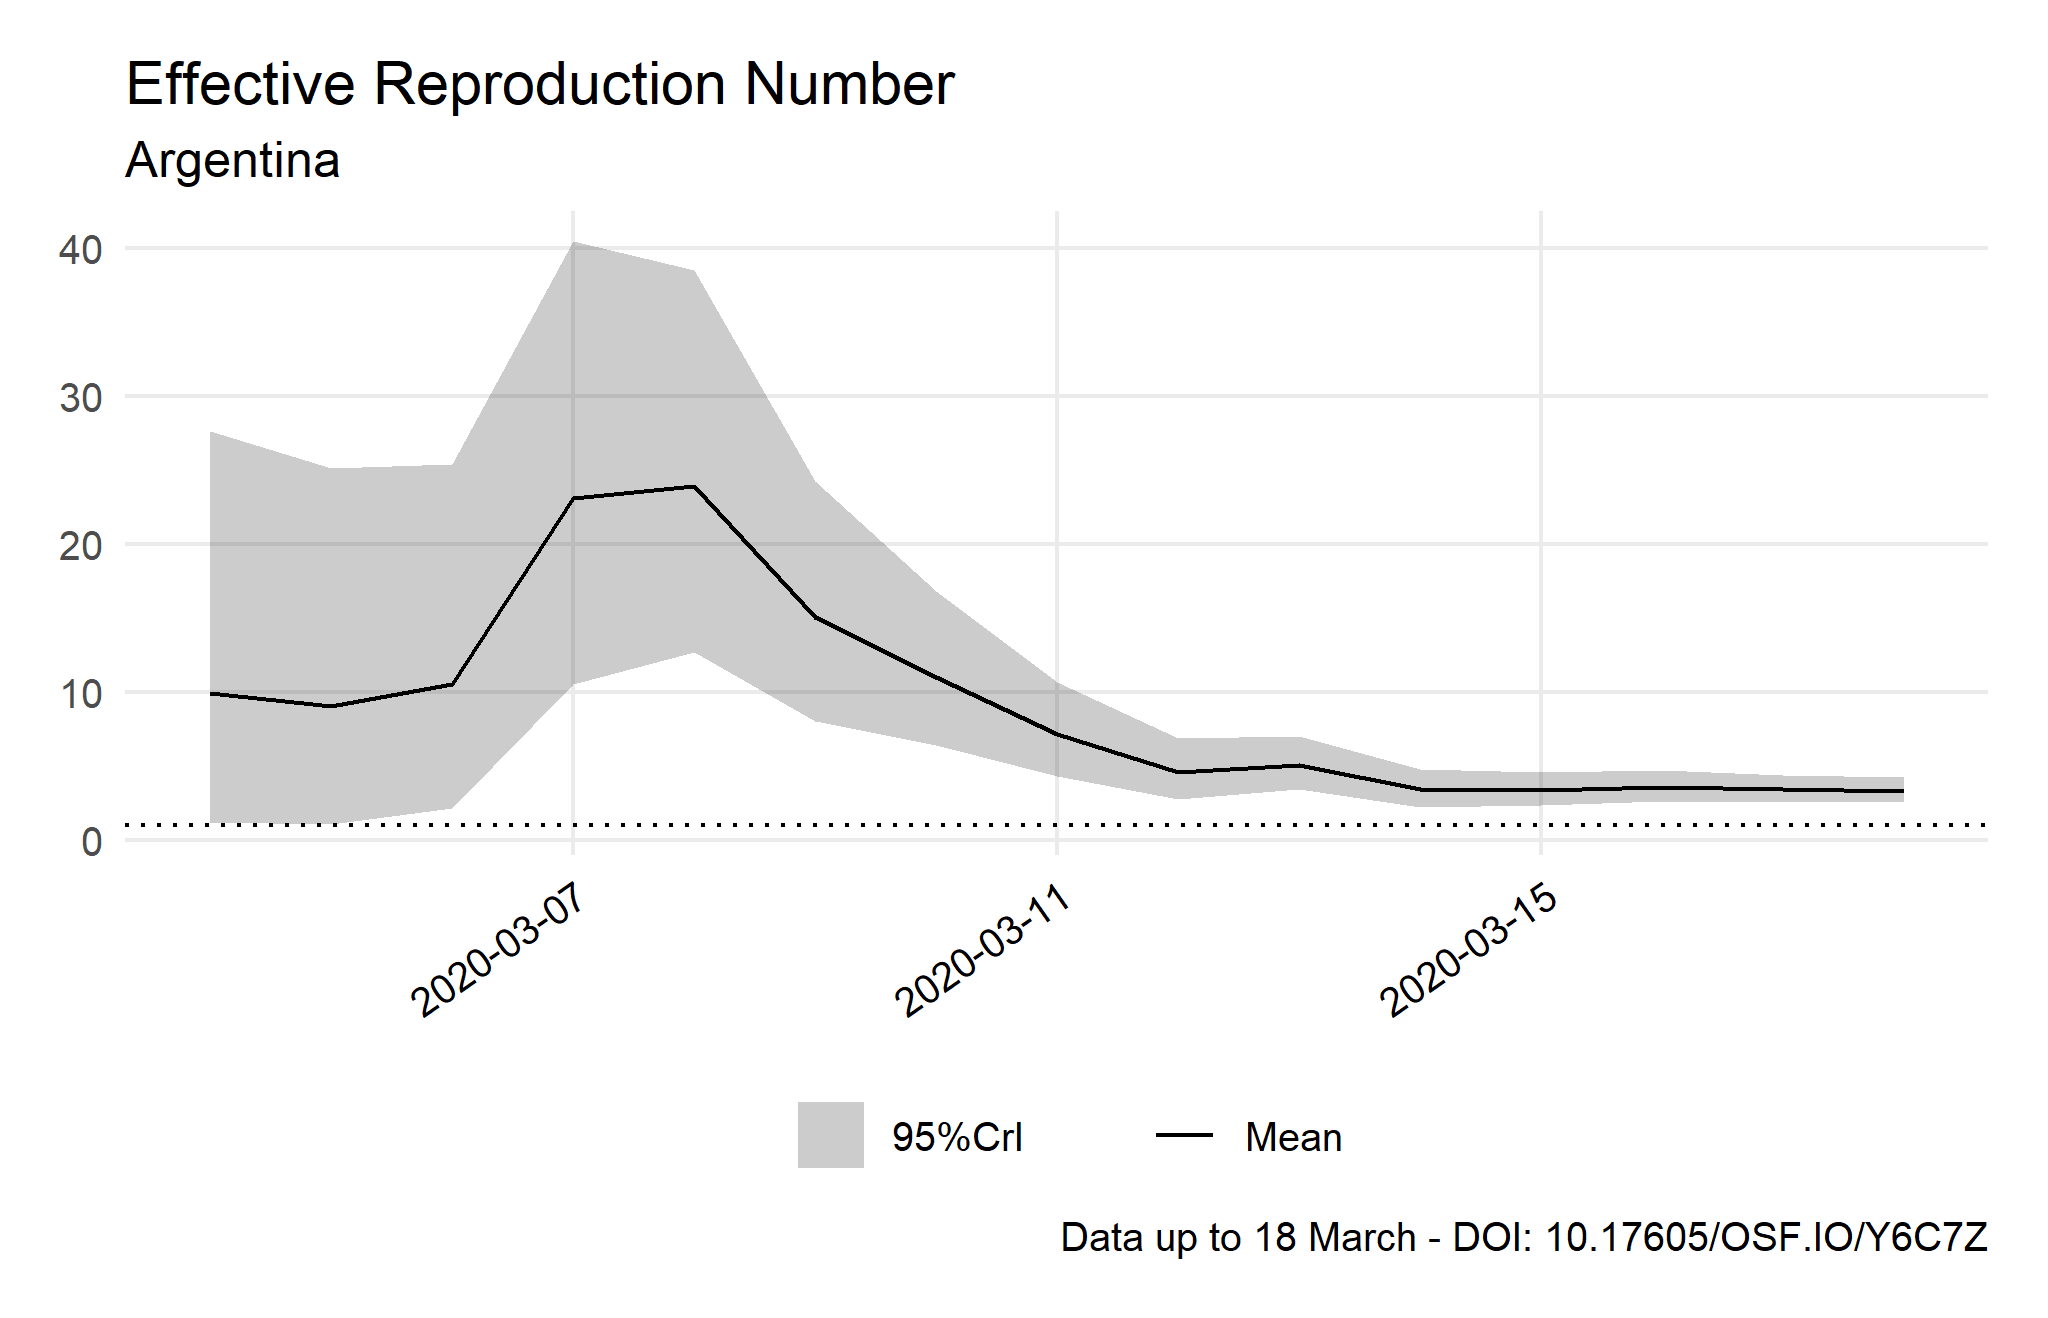 Effective Reproduction Number
Argentina
40
30
20
10
0
2020-03-07
2020-03-11
2020-03-15
95%CrI
Mean
Data up to 18 March - DOI: 10.17605/OSF.IO/Y6C7Z